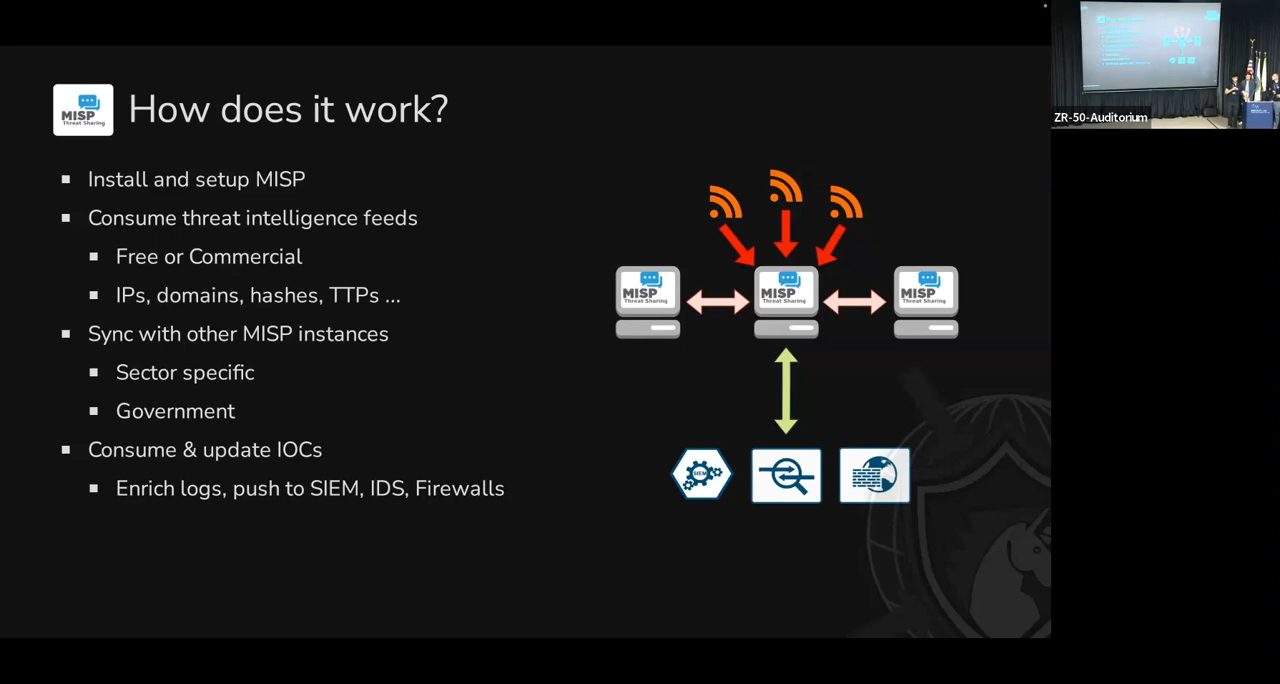 MISP
Threat Sharing
How does it work?
Install and setup MISP
Consume threat intelligence feeds
Free or Commercial
IPs, domains, hashes, TTPs ...
Sync with other MISP instances
Sector specific
Government
Consume & update IOCs
Enrich logs, push to SIEM, IDS, Firewalls
MISP
Threat Sharing
MISP
Threat Sharing
MISP
Threat Sharing
SIEM
ZR-50-Auditorium